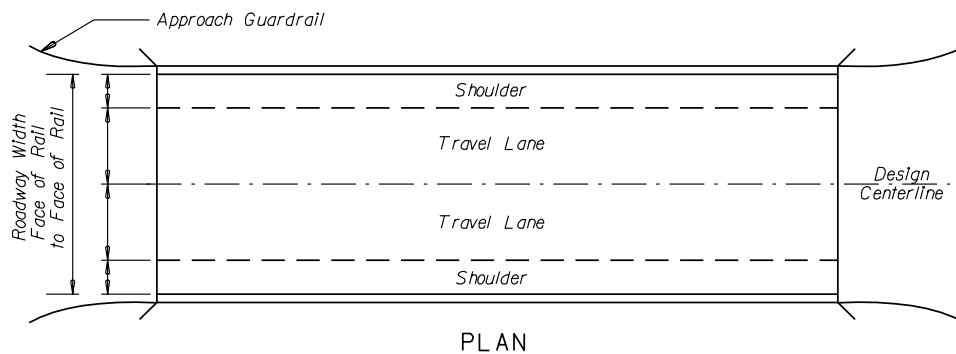 Approach Guardrail
Shoulder
Travel Lane
Roadway Width
Face of Rail
to Face of Rail
Design
Centerline
Travel Lane
Shoulder
PLAN